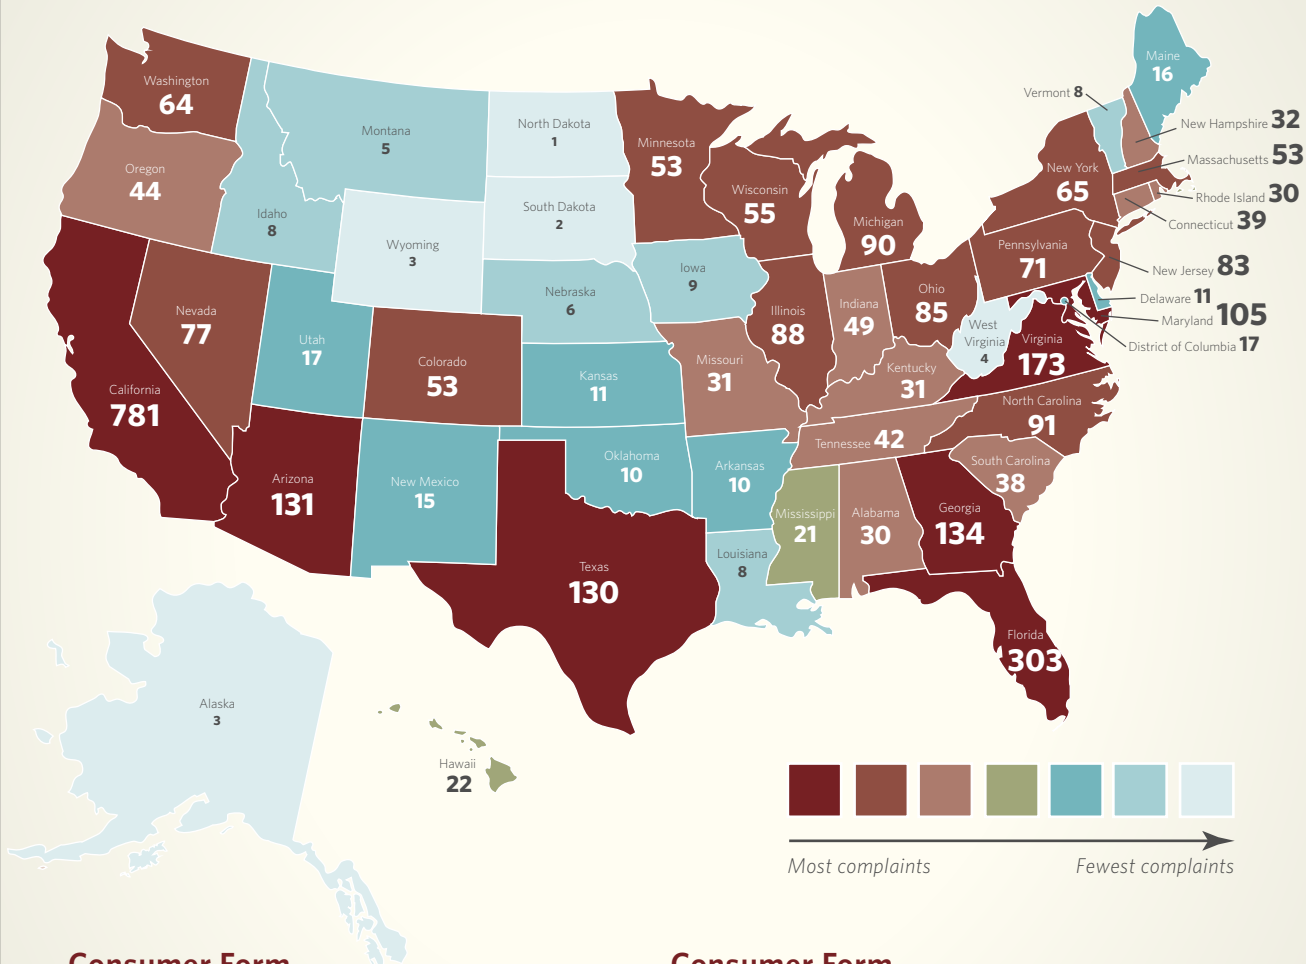 Washington
64
Oregon
44
California
781
Nevada
77
Idaho
8
Montana
5
Wyoming
3
Utah
17
Arizona
131
Colorado
53
New Mexico
15
North Dakota
1
South Dakota
2
Nebraska
6
Kansas
11
Oklahoma
10
Texas
130
Minnesota
53
Iowa
9
Missouri
31
Arkansas
10
Louisiana
8
Wisconsin
55
Illinois
88
Michigan
90
Indiana
49
Ohio
85
Kentucky
31
Tennessee 42
Mississippi
21
Alabama
30
Georgia
134
Florida
303
South Carolina
38
North Carolina
91
Virginia
173
West
Virginia
4
Pennsylvania
71
New York
65
Maine
16
Vermont 8
New Hampshire 32
Massachusetts 53
Rhode Island 30
Connecticut 39
New Jersey 83
Delaware 11
Maryland 105
District of Columbia 17
Alaska
3
Hawaii
22
Most complaints
Fewest complaints
Consumer Form
Consumer Form